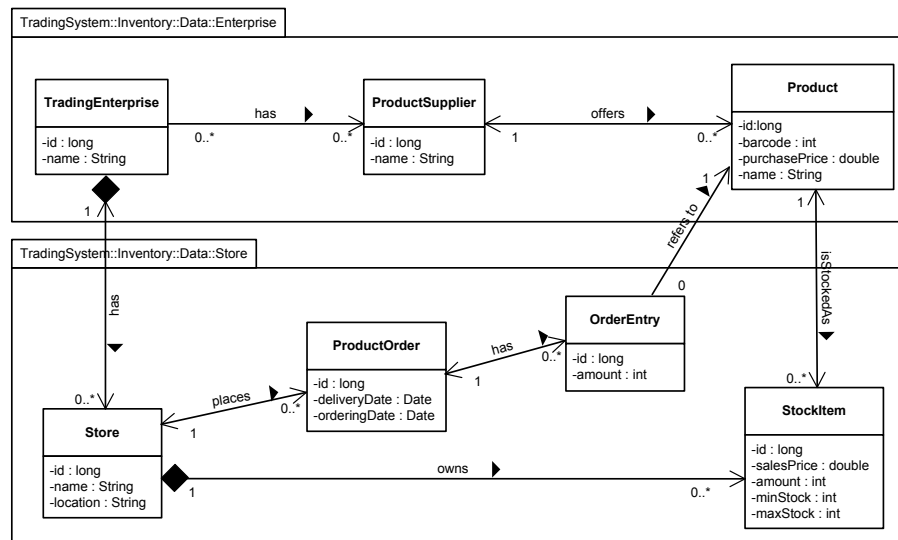 TradingSystem::Inventory::Data::Enterprise
TradingEnterprise
-id : long
-name : String
has
0..*
0..*
ProductSupplier
-id : long
-name : String
offers
1
0..*
Product
-id:long
-barcode : int
-purchasePrice : double
-name : String
1
1
1
refers to
0
isStockedAs
0..*
TradingSystem::Inventory::Data::Store
has
0..*
Store
-id : long
-name : String
-location : String
places
1
0..*
ProductOrder
-id : long
-deliveryDate : Date
-orderingDate : Date
has
1
0..*
OrderEntry
-id : long
-amount : int
owns
1
0..*
StockItem
-id : long
-salesPrice : double
-amount : int
-minStock : int
-maxStock : int